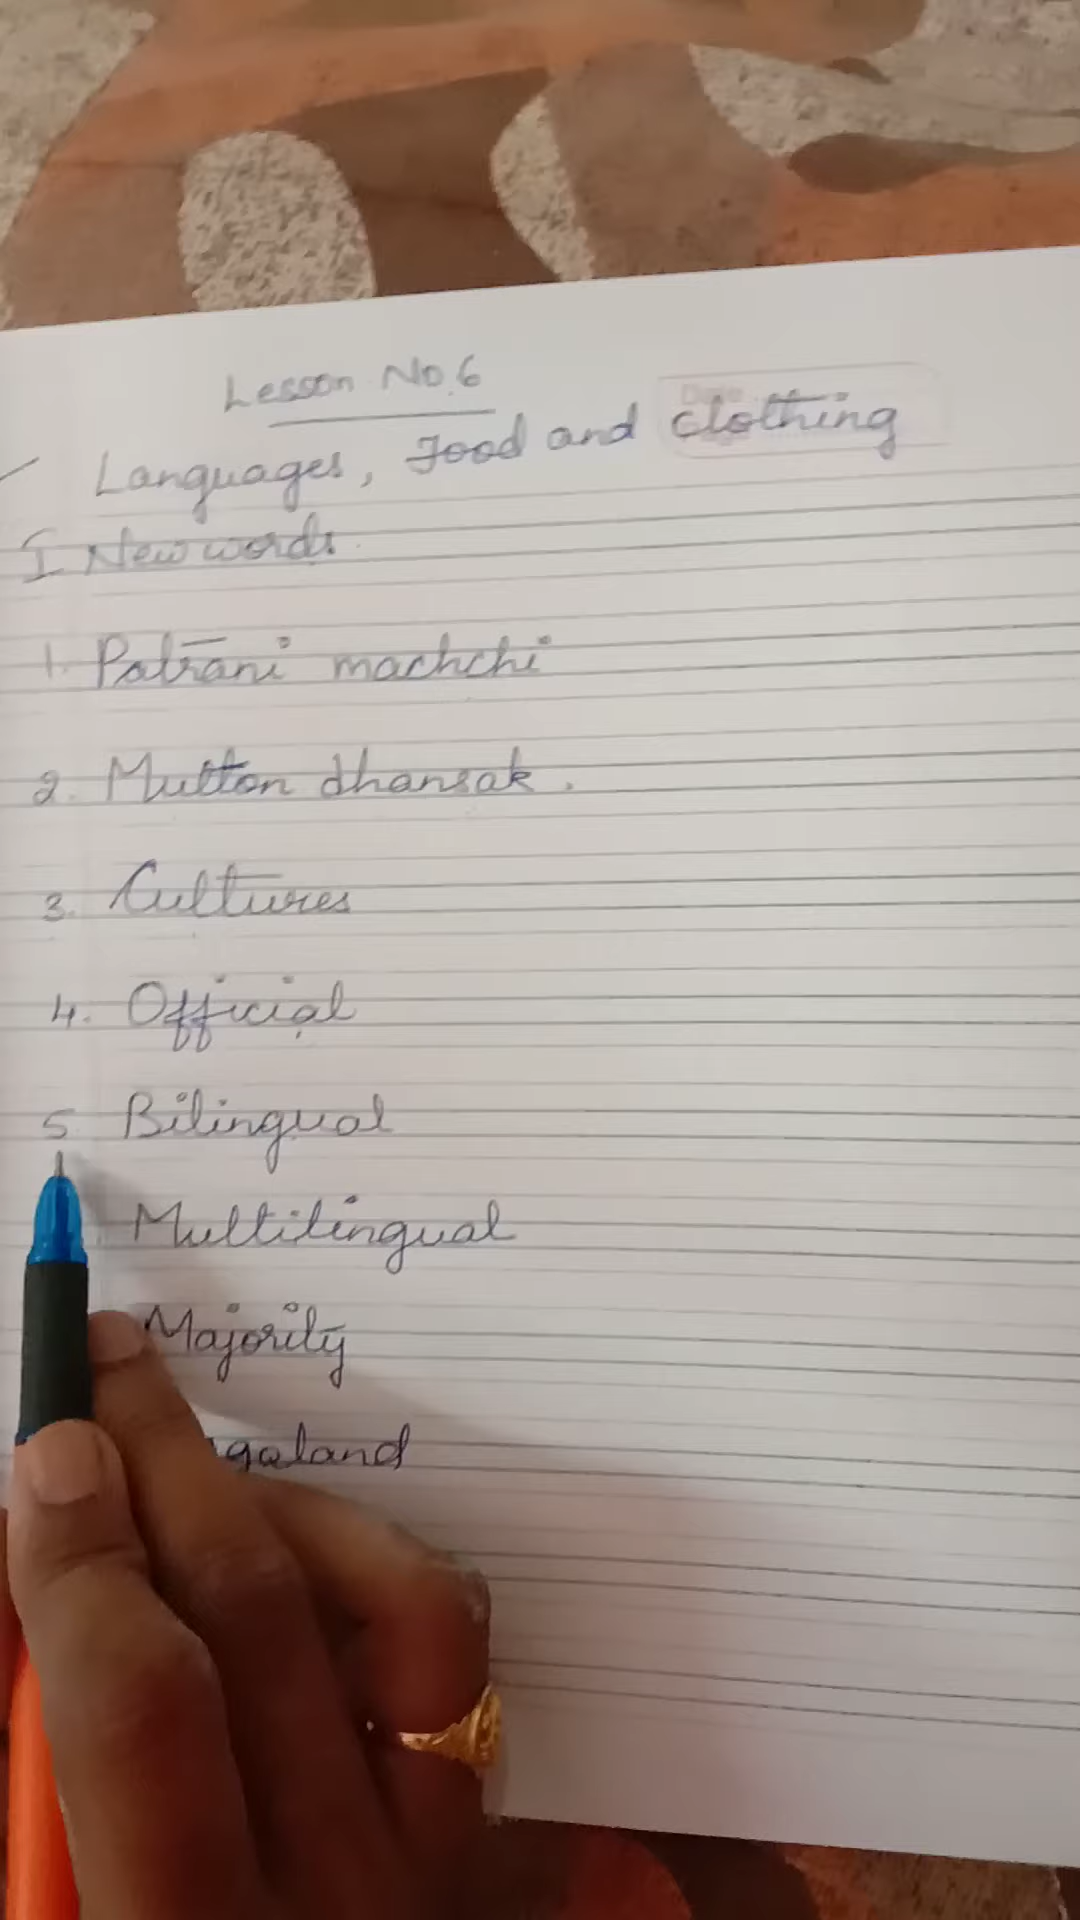 Lesson No.6
Languages, Food and clothing
I New words.
1. Patrani machchi
2. Mutton dhansak.
3. Cultures
4. Official
5 Bilingual
Multilingual
Majority
galand